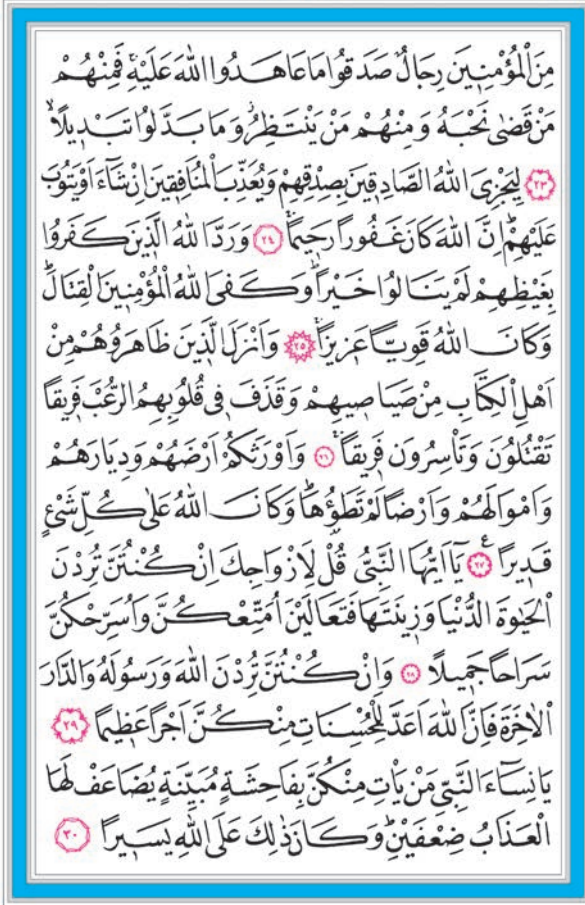 مِنَ الْمُؤْمِنٖينَ رِجَالٌ صَدَقُوا مَا عَاهَدُوا اللّٰهَ عَلَيْهِۚ فَمِنْهُمْ
مَنْ قَضٰى نَحْبَهُ وَمِنْهُمْ مَنْ يَنْتَظِرُؗ وَمَا بَدَّلُوا تَبْدٖيلًاۙ
﴿٢٣﴾ لِيَجْزِيَ اللّٰهُ الصَّادِقٖينَ بِصِدْقِهِمْ وَيُعَذِّبَ الْمُنَافِقٖينَ اِنْ شَٓاءَ اَوْ يَتُوبَ
عَلَيْهِمْۜ اِنَّ اللّٰهَ كَانَ غَفُورًا رَحٖيمًاۚ ﴿٢٤﴾ وَرَدَّ اللّٰهُ الَّذٖينَ كَفَرُوا
بِغَيْظِهِمْ لَمْ يَنَالُوا خَيْرًاۜ وَكَفَى اللّٰهُ الْمُؤْمِنٖينَ الْقِتَالَۜ
وَكَانَ اللّٰهُ قَوِيًّا عَزٖيزًاۚ ﴿٢٥﴾ وَاَنْزَلَ الَّذٖينَ ظَاهَرُوهُمْ مِنْ
اَهْلِ الْكِتَابِ مِنْ صَيَاصٖيهِمْ وَقَذَفَ فٖي قُلُوبِهِمُ الرُّعْبَ فَرٖيقًا
تَقْتُلُونَ وَتَأْسِرُونَ فَرٖيقًاۚ ﴿٢٦﴾ وَاَوْرَثَكُمْ اَرْضَهُمْ وَدِيَارَهُمْ
وَاَمْوَالَهُمْ وَاَرْضًا لَمْ تَطَؤُ۫هَاۜ وَكَانَ اللّٰهُ عَلٰى كُلِّ شَيْءٍ
قَدٖيرًاࣖ ﴿٢٧﴾ يَٓا اَيُّهَا النَّبِيُّ قُلْ لِاَزْوَاجِكَ اِنْ كُنْتُنَّ تُرِدْنَ
الْحَيٰوةَ الدُّنْيَا وَزٖينَتَهَا فَتَعَالَيْنَ اُمَتِّعْكُنَّ وَاُسَرِّحْكُنَّ
سَرَاحًا جَمٖيلًا ﴿٢٨﴾ وَاِنْ كُنْتُنَّ تُرِدْنَ اللّٰهَ وَرَسُولَهُ وَالدَّارَ
الْاٰخِرَةَ فَاِنَّ اللّٰهَ اَعَدَّ لِلْمُحْسِنَاتِ مِنْكُنَّ اَجْرًا عَظٖيمًا ﴿٢٩﴾
يَا نِسَٓاءَ النَّبِيِّ مَنْ يَأْتِ مِنْكُنَّ بِفَاحِشَةٍ مُبَيِّنَةٍ يُضَاعَفْ لَهَا
الْعَذَابُ ضِعْفَيْنِۜ وَكَانَ ذٰلِكَ عَلَى اللّٰهِ يَسٖيرًا ﴿٣٠﴾